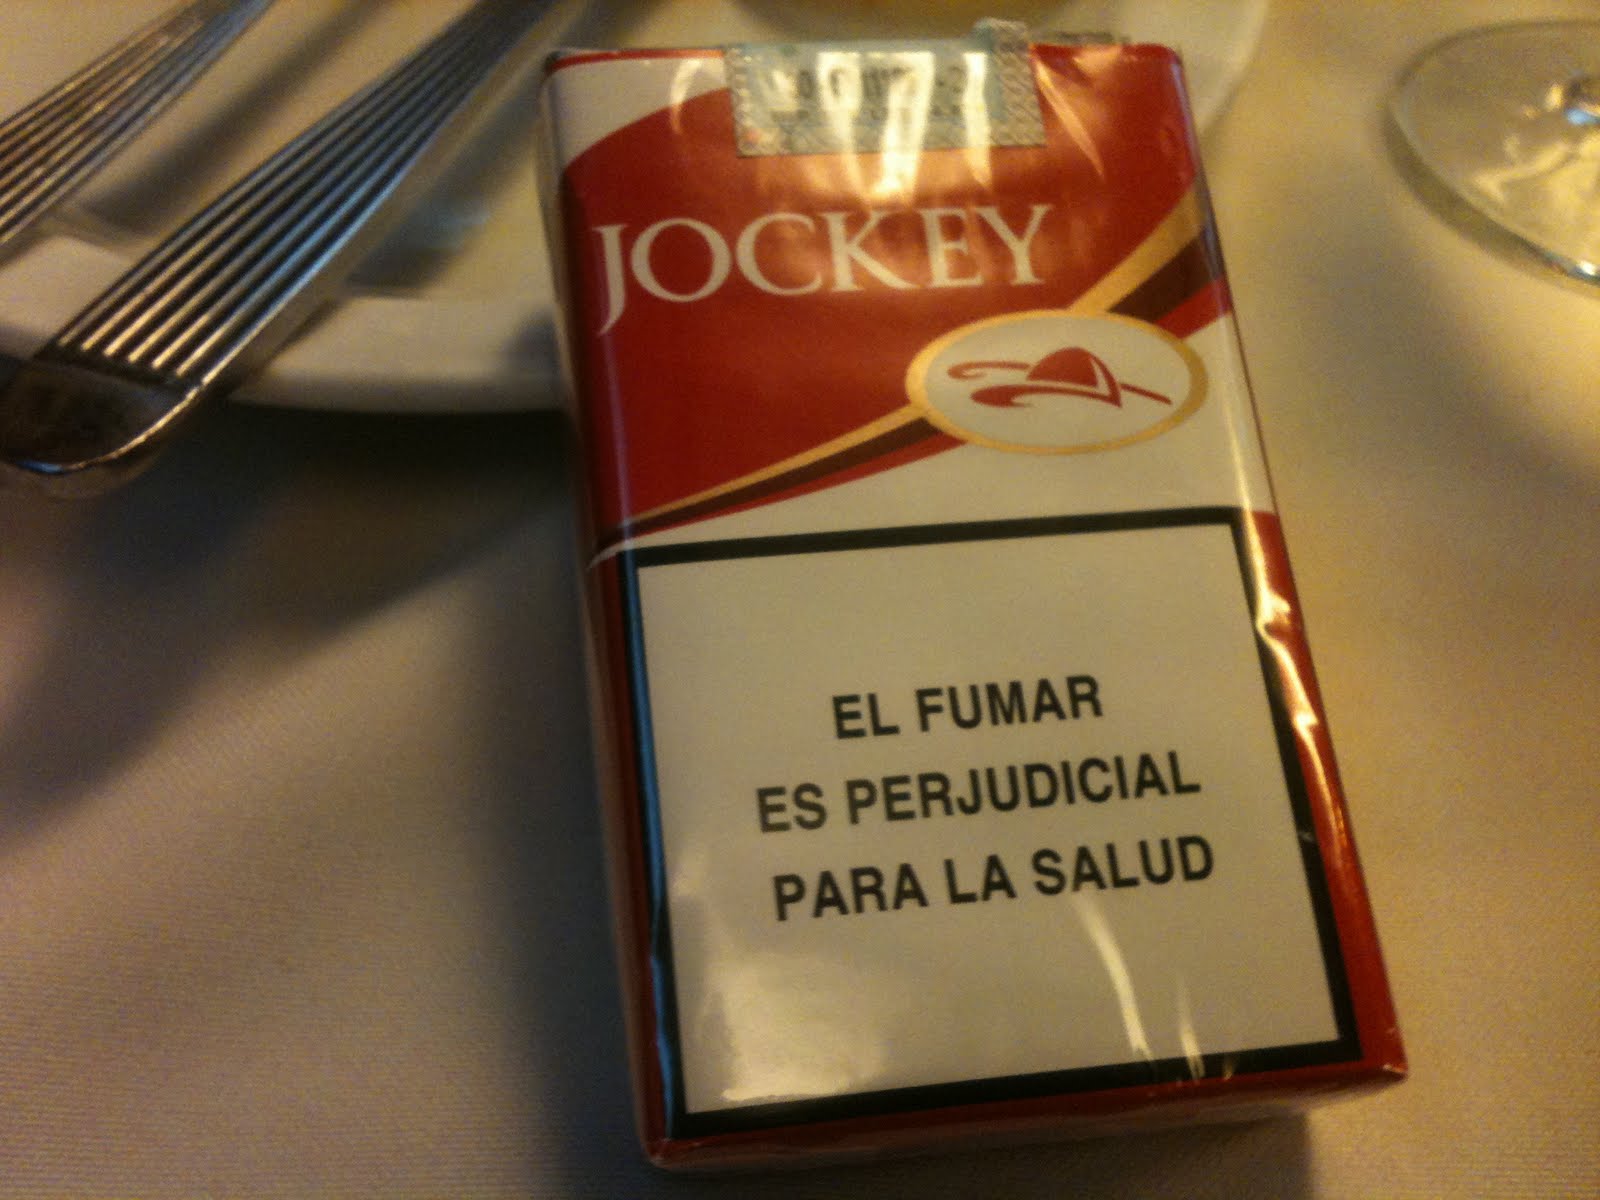 JOCKEY
EL FUMAR
ES PERJUDICIAL
PARA LA SALUD